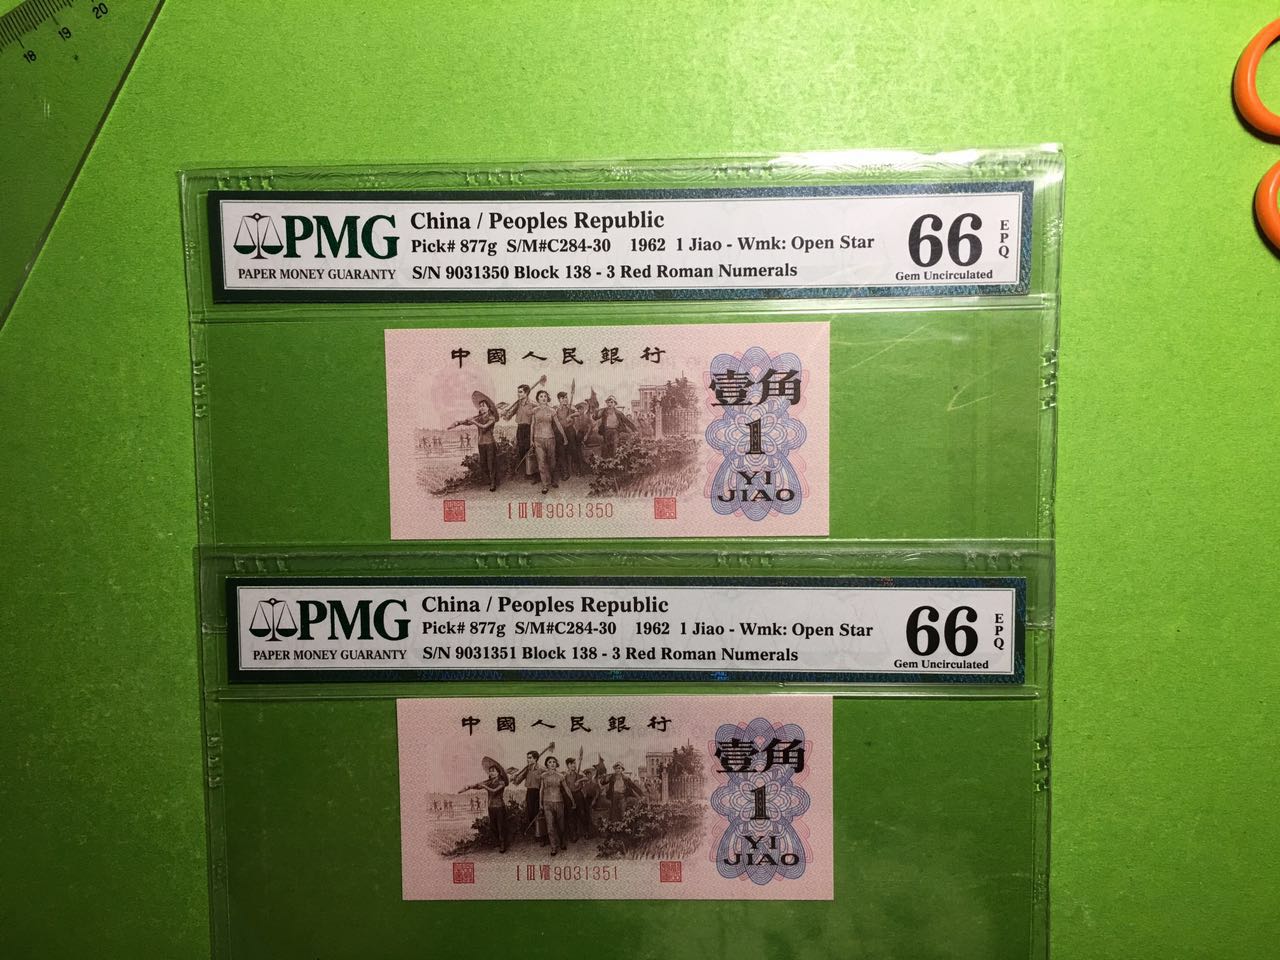 18 19 20
PMG
PAPER MONEY GUARANTY
China / Peoples Republic
Pick# 877g S/M#C284-30 1962 1 Jiao - Wmk: Open Star
S/N 9031350 Block 138 - 3 Red Roman Numerals
66
EPQ
Gem Uncirculated
中國人民銀行
壹角
1
YI
JIAO
I III VIII 9031350
PMG
PAPER MONEY GUARANTY
China / Peoples Republic
Pick# 877g S/M#C284-30 1962 1 Jiao - Wmk: Open Star
S/N 9031351 Block 138 - 3 Red Roman Numerals
66
EPQ
Gem Uncirculated
中國人民銀行
壹角
1
YI
JIAO
I III VIII 9031351